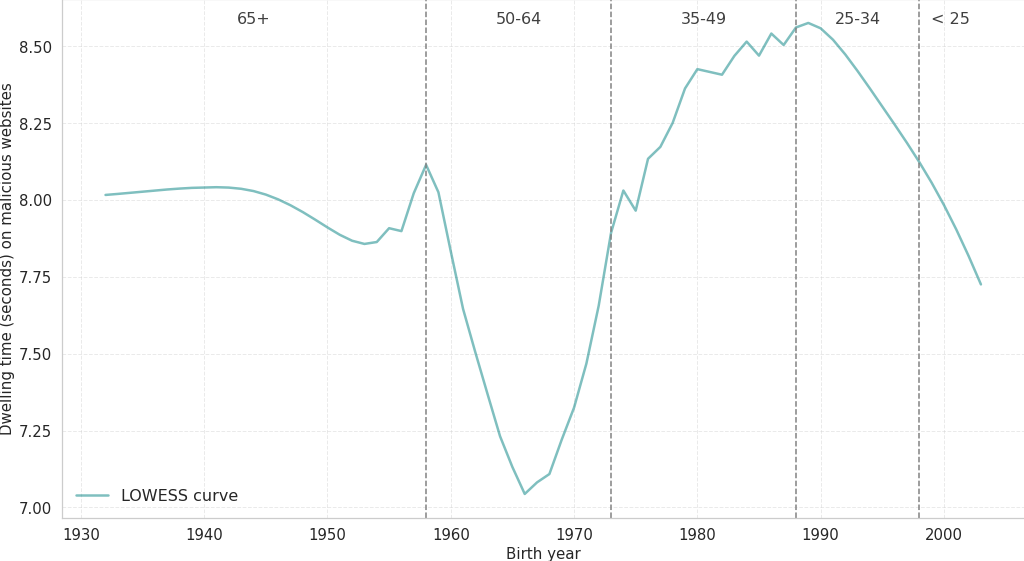 65+ 50-64 35-49 25-34 < 25
8.50
8.25
8.00
7.75
7.50
7.25
7.00
Dwelling time (seconds) on malicious websites
LOWESS curve
1930 1940 1950 1960 1970 1980 1990 2000
Birth year